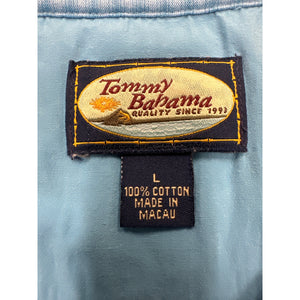 Tommy
Bahama
QUALITY SINCE 1993
L
100% COTTON
MADE IN
MACAU